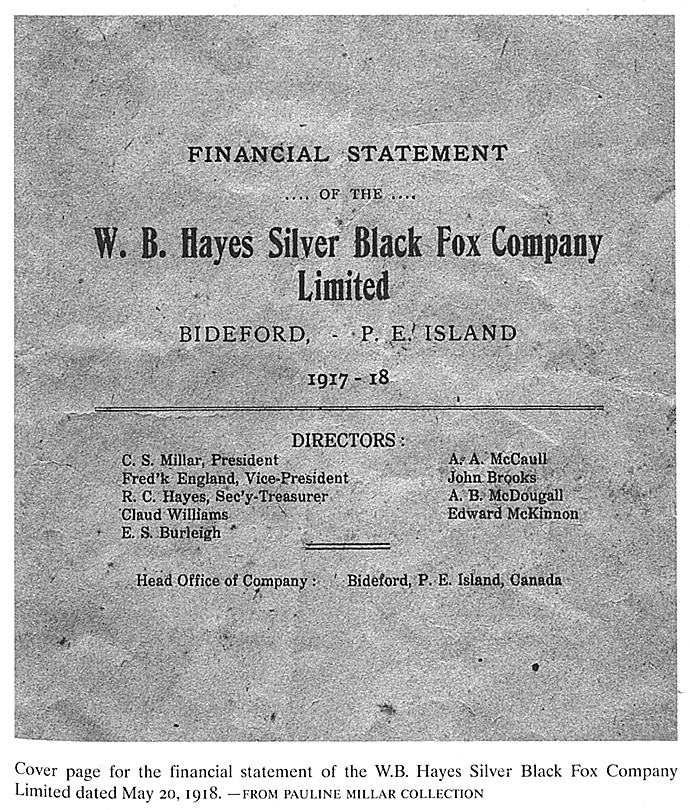 FINANCIAL STATEMENT
.... OF THE ....
W. B. Hayes Silver Black Fox Company
Limited
BIDEFORD, - P. E. ISLAND
1917 - 18
DIRECTORS :
C. S. Millar, President
Fred'k England, Vice-President
R. C. Hayes, Sec'y-Treasurer
Claud Williams
E. S. Burleigh
A. A. McCaull
John Brooks
A. B. McDougall
Edward McKinnon
Head Office of Company : Bideford, P. E. Island, Canada
Cover page for the financial statement of the W.B. Hayes Silver Black Fox Company
Limited dated May 20, 1918. —FROM PAULINE MILLAR COLLECTION